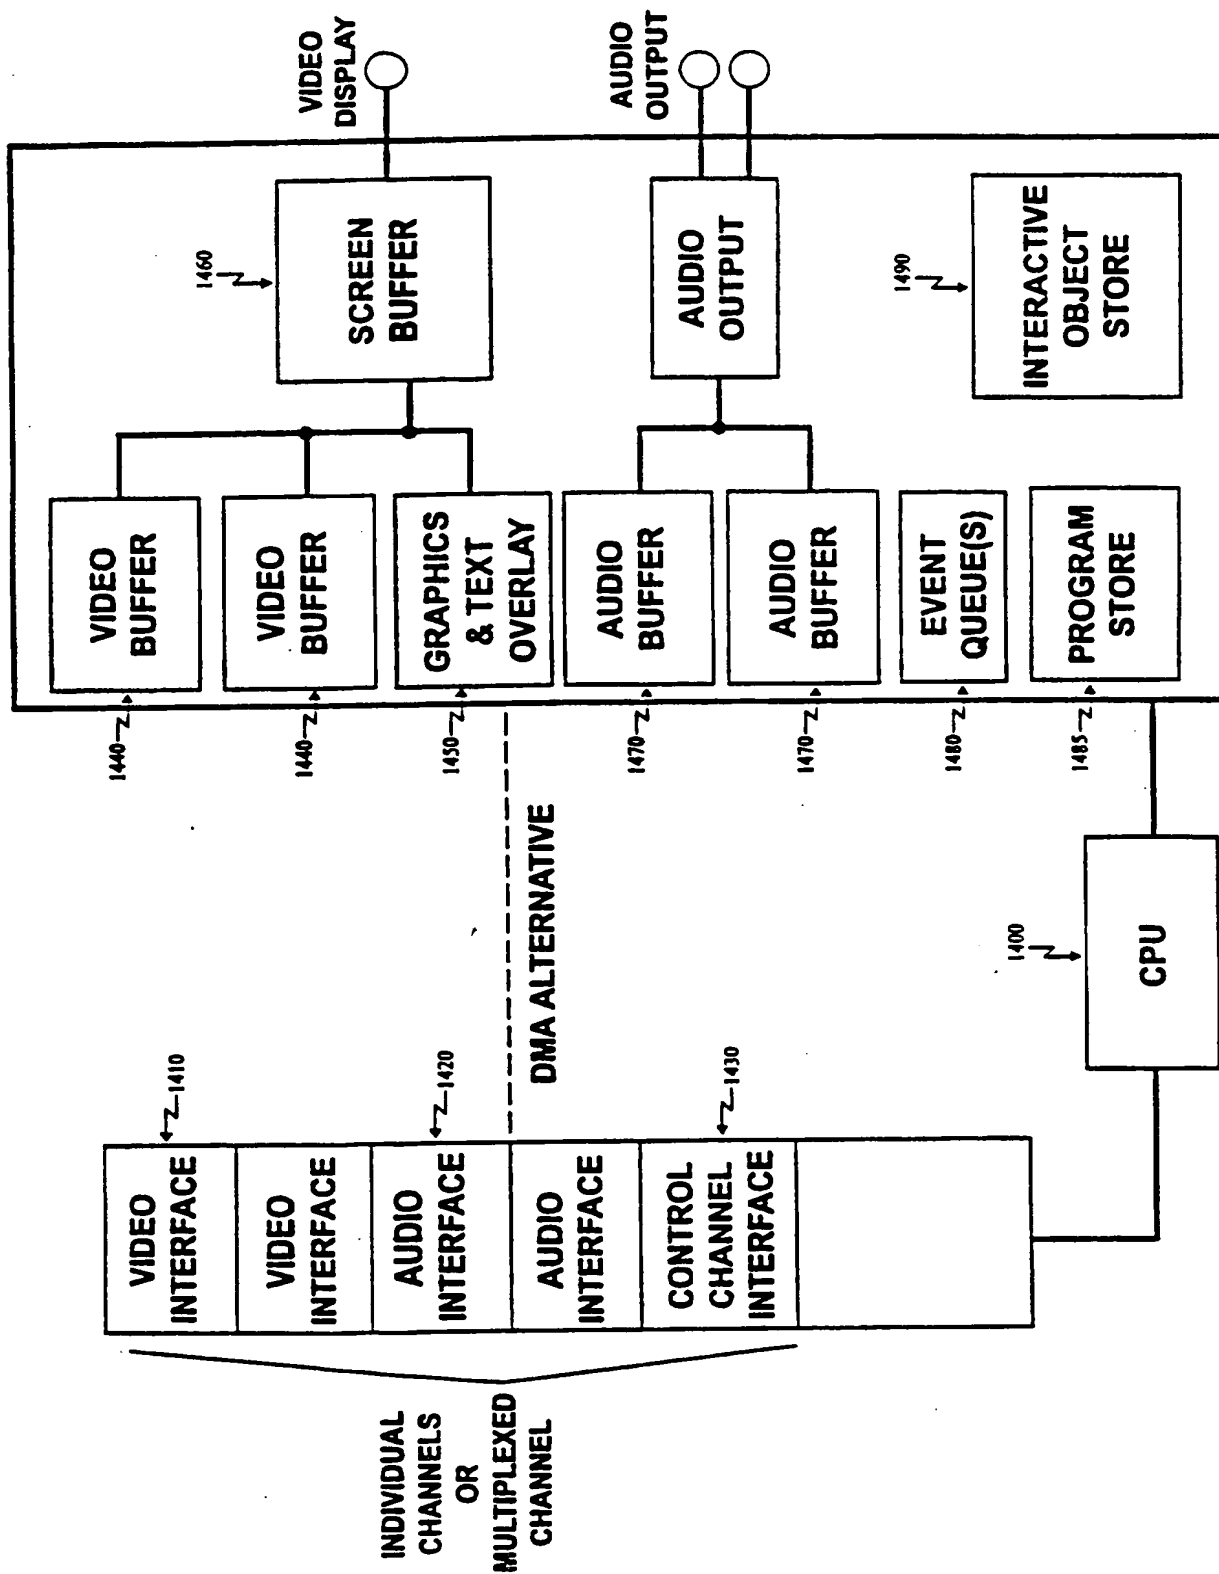 INDIVIDUAL
CHANNELS
OR
MULTIPLEXED
CHANNEL
VIDEO
INTERFACE
1410
VIDEO
INTERFACE
AUDIO
INTERFACE
1420
AUDIO
INTERFACE
CONTROL
CHANNEL
INTERFACE
1430
DMA ALTERNATIVE
1400
CPU
1440
VIDEO
BUFFER
1440
VIDEO
BUFFER
1450
GRAPHICS
& TEXT
OVERLAY
1470
AUDIO
BUFFER
1470
AUDIO
BUFFER
1480
EVENT
QUEUE(S)
1485
PROGRAM
STORE
1460
SCREEN
BUFFER
AUDIO
OUTPUT
1490
INTERACTIVE
OBJECT
STORE
VIDEO
DISPLAY
AUDIO
OUTPUT